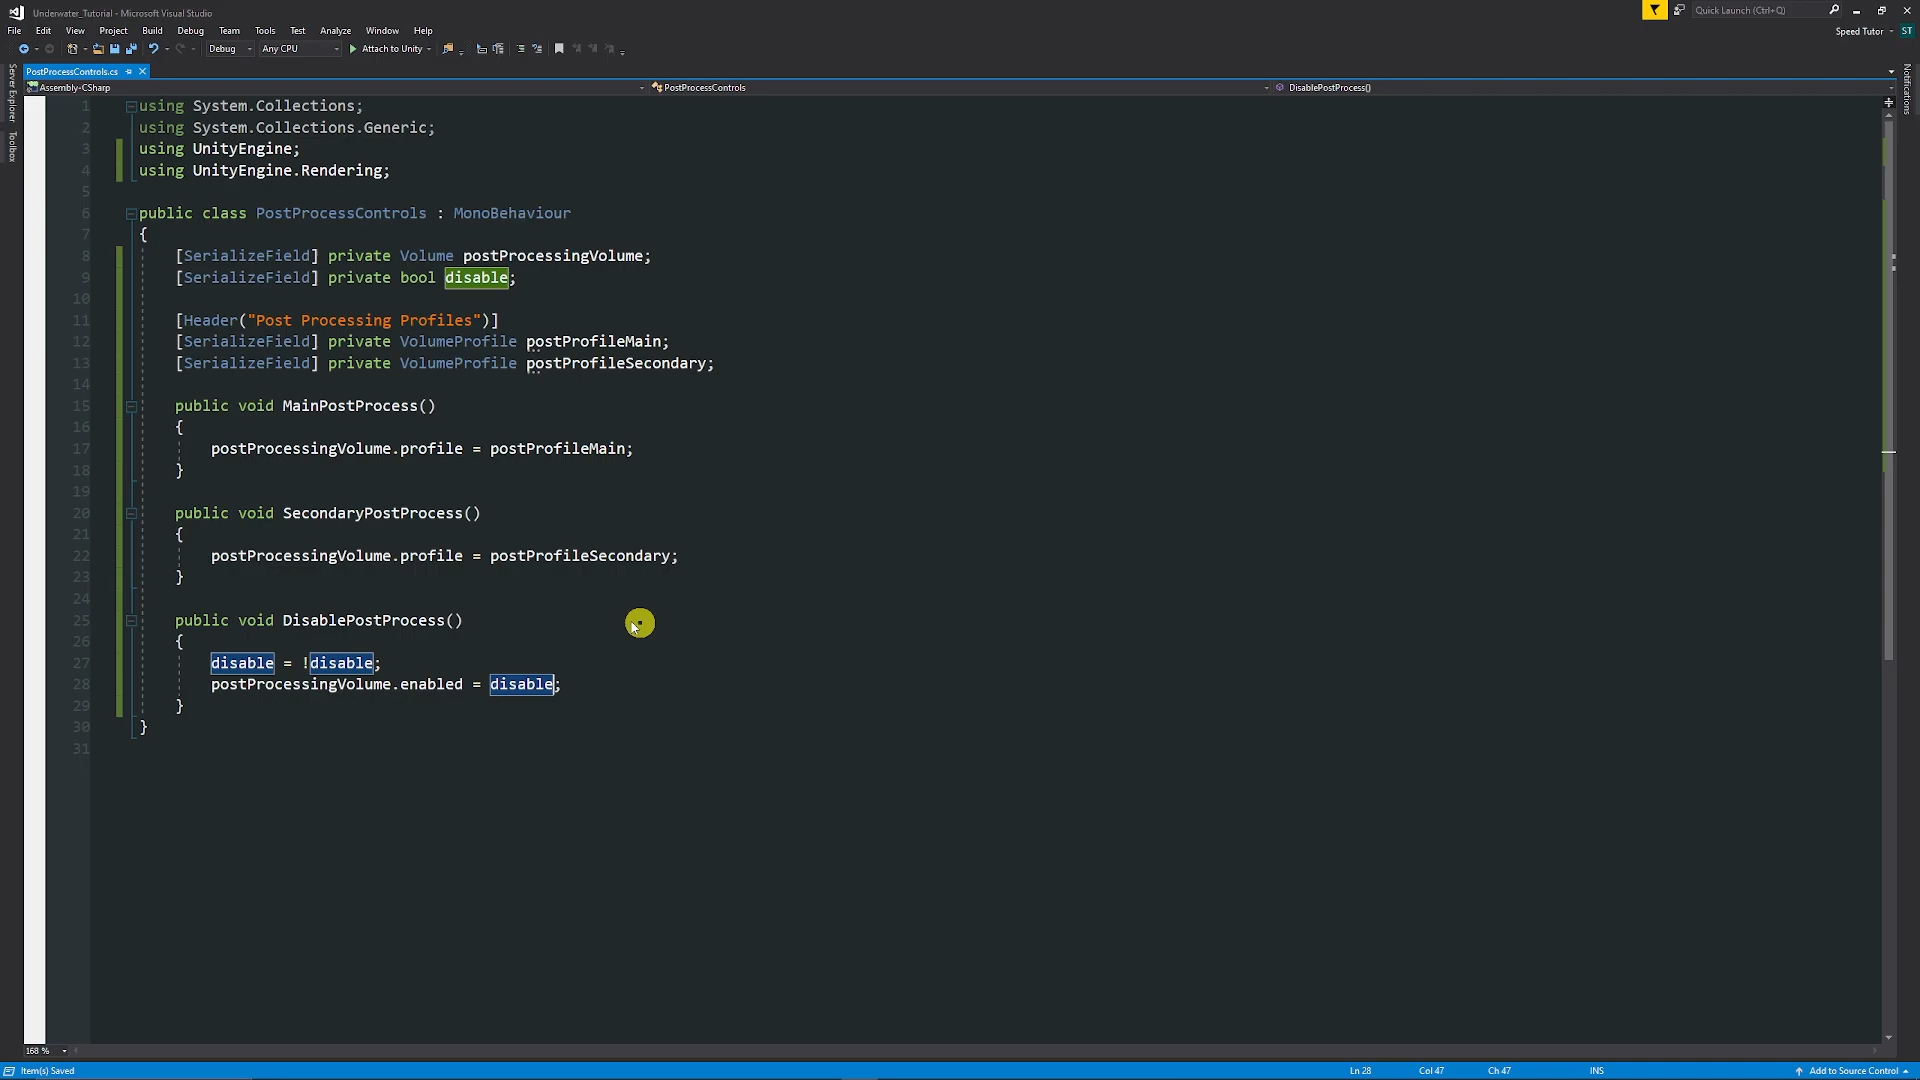 Underwater_Tutorial - Microsoft Visual Studio
Quick Launch (Ctrl+Q)
File Edit View Project Build Debug Team Tools Test Analyze Window Help
Speed Tutor ST
Debug Any CPU Attach to Unity
PostProcessControls.cs
Assembly-CSharp PostProcessControls DisablePostProcess()
Server Explorer
Toolbox
Notifications
1 using System.Collections;
2 using System.Collections.Generic;
3 using UnityEngine;
4 using UnityEngine.Rendering;
5
6 public class PostProcessControls : MonoBehaviour
7 {
8 [SerializeField] private Volume postProcessingVolume;
9 [SerializeField] private bool disable;
10
11 [Header("Post Processing Profiles")]
12 [SerializeField] private VolumeProfile postProfileMain;
13 [SerializeField] private VolumeProfile postProfileSecondary;
14
15 public void MainPostProcess()
16 {
17 postProcessingVolume.profile = postProfileMain;
18 }
19
20 public void SecondaryPostProcess()
21 {
22 postProcessingVolume.profile = postProfileSecondary;
23 }
24
25 public void DisablePostProcess()
26 {
27 disable = !disable;
28 postProcessingVolume.enabled = disable;
29 }
30 }
31
168 %
Item(s) Saved Ln 28 Col 47 Ch 47 INS Add to Source Control